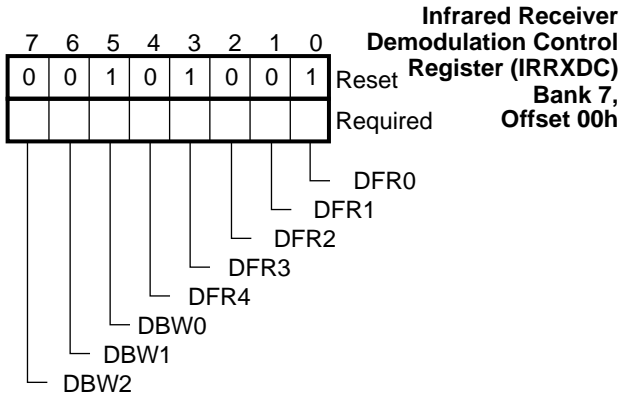 Infrared Receiver
Demodulation Control
Register (IRRXDC)
Bank 7,
Offset 00h
7 6 5 4 3 2 1 0
0 0 1 0 1 0 0 1 Reset
Required
DFR0
DFR1
DFR2
DFR3
DFR4
DBW0
DBW1
DBW2